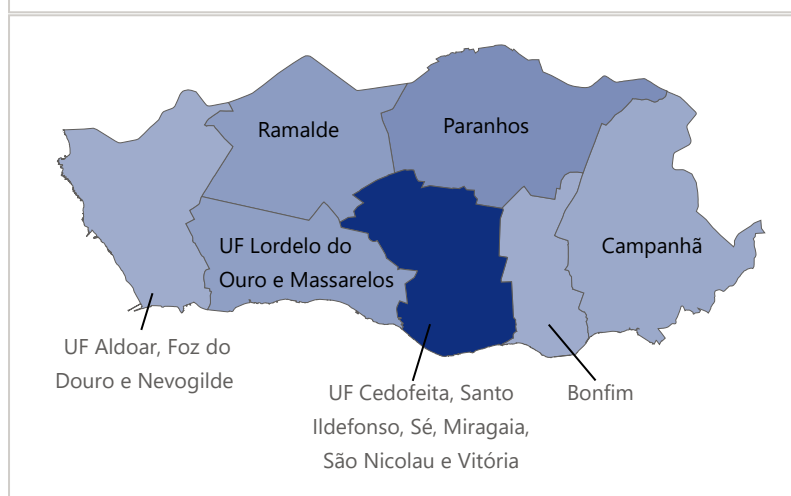 Ramalde
Paranhos
UF Lordelo do
Ouro e Massarelos
Campanhã
UF Aldoar, Foz do
Douro e Nevogilde
UF Cedofeita, Santo
Ildefonso, Sé, Miragaia,
São Nicolau e Vitória
Bonfim